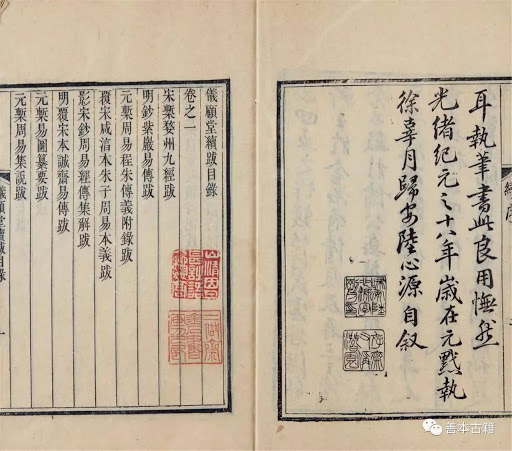 耳執筆書此良用憮然
光緒紀元之十八年歲在元黓執
徐辜月歸安陸心源自叙
儀顧堂續跋目錄
卷之一
宋槧婺州九經跋
明鈔紫巖易傳跋
元槧周易程朱傳義附錄跋
覆宋咸淳本朱子周易本義跋
影宋鈔周易經傳集解跋
明覆宋本誠齋易傳跋
元槧易圖纂要跋
元槧周易集說跋
儀顧堂續跋目錄
一
善本古籍